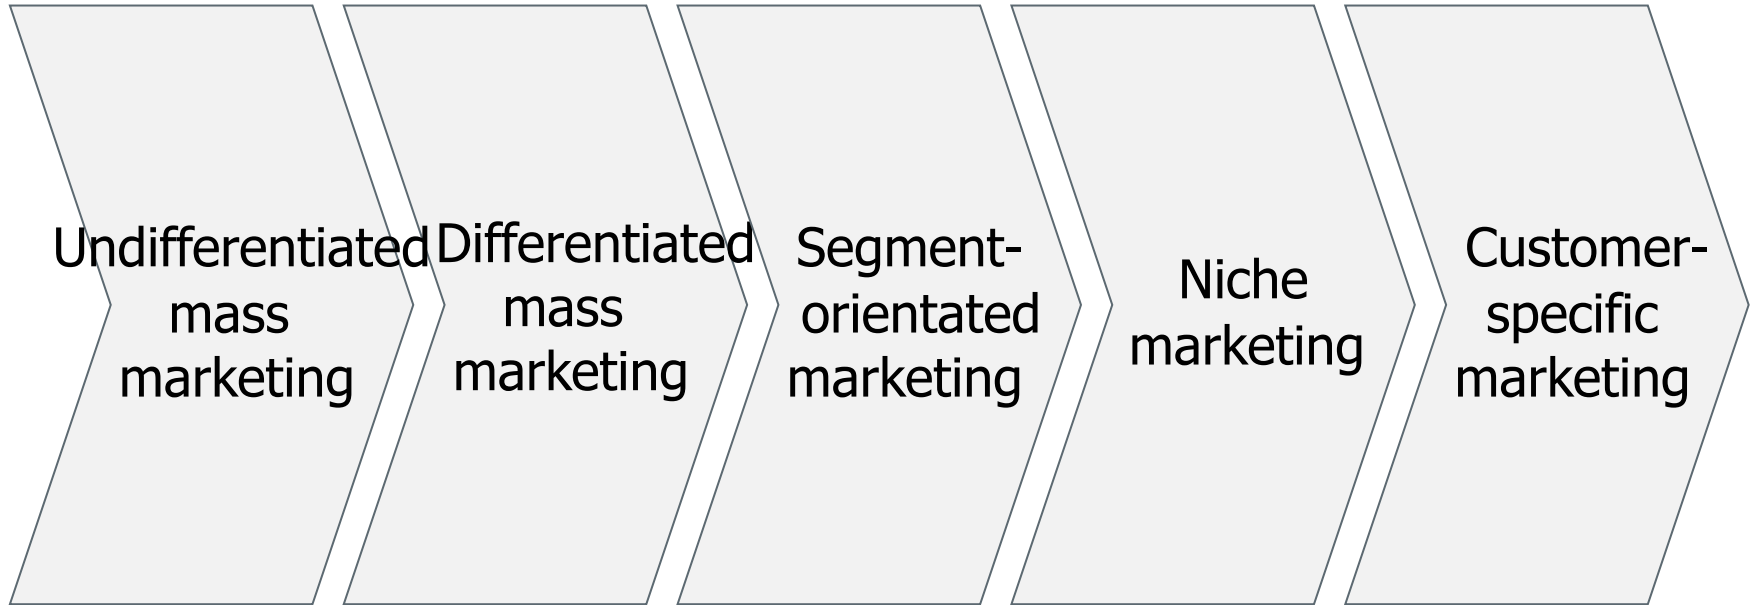 Undifferentiated
mass
marketing
Differentiated
mass
marketing
Segment-
orientated
marketing
Niche
marketing
Customer-
specific
marketing